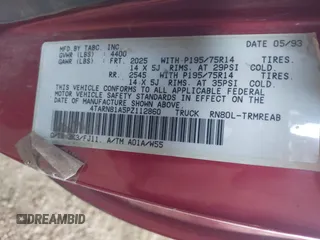 MFD BY TABC, INC. DATE 05/93
GVWR (LBS) 4400
GAWR (LBS) FRT. 2025 WITH P195/75R14
14 X 5J RIMS. AT 29PSI COLD.
RR. 2545 WITH P195/75R14
14 X 5J RIMS. AT 35PSI COLD.
THIS VEHICLE CONFORMS TO ALL APPLICABLE FEDERAL
MOTOR VEHICLE SAFETY STANDARDS IN EFFECT ON
THE DATE OF MANUFACTURE SHOWN ABOVE.
4TARN81A5PZ112860 TRUCK RN80L-TRMREAB
/FJ11. A/TM A01A/W55
DREAMBID